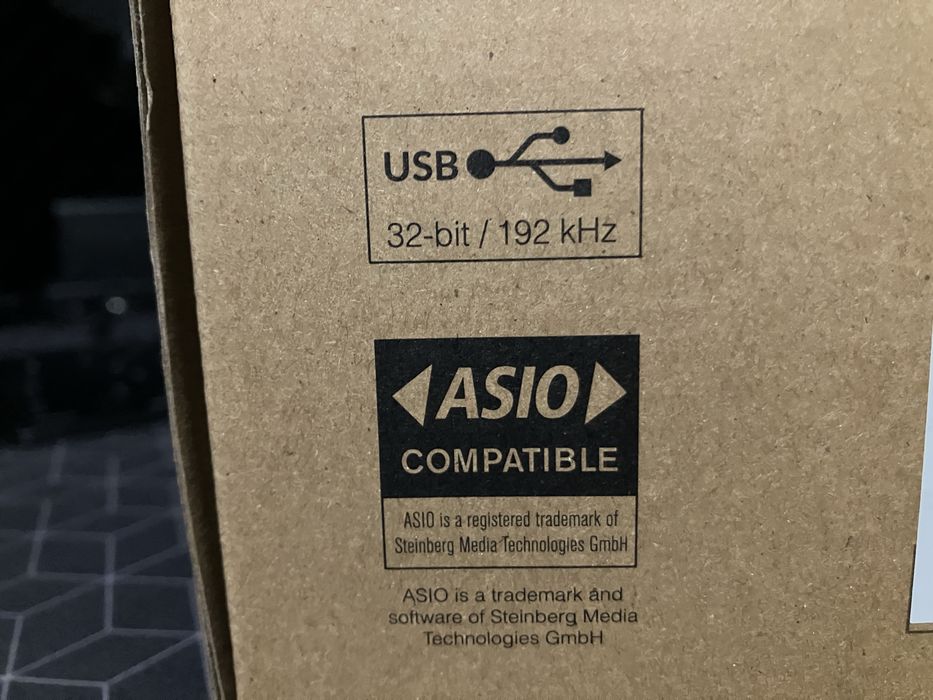 USB
32-bit / 192 kHz
ASIO
COMPATIBLE
ASIO is a registered trademark of
Steinberg Media Technologies GmbH
ASIO is a trademark and
software of Steinberg Media
Technologies GmbH